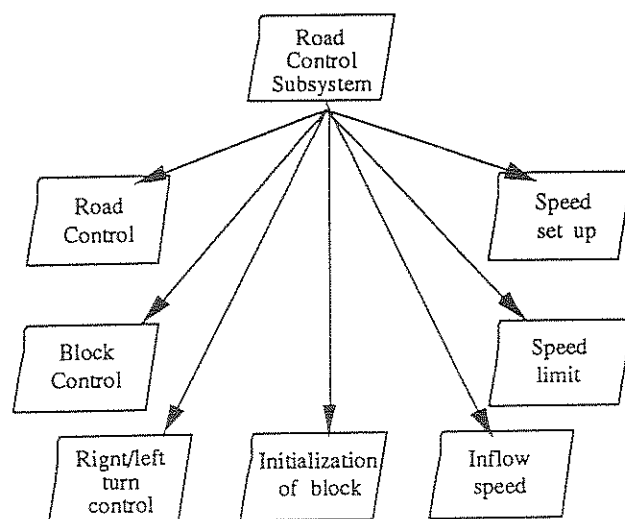 Road
Control
Subsystem
Road
Control
Speed
set up
Block
Control
Speed
limit
Rignt/left
turn
control
Initialization
of block
Inflow
speed